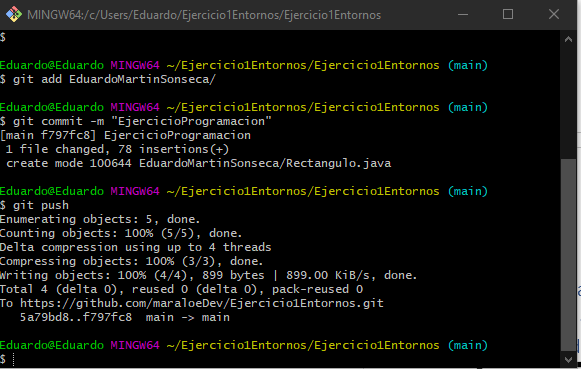 MINGW64:/c/Users/Eduardo/Ejercicio1Entornos/Ejercicio1Entornos
$
Eduardo@Eduardo MINGW64 ~/Ejercicio1Entornos/Ejercicio1Entornos (main)
$ git add EduardoMartinSonseca/
Eduardo@Eduardo MINGW64 ~/Ejercicio1Entornos/Ejercicio1Entornos (main)
$ git commit -m "EjercicioProgramacion"
[main f797fc8] EjercicioProgramacion
1 file changed, 78 insertions(+)
create mode 100644 EduardoMartinSonseca/Rectangulo.java
Eduardo@Eduardo MINGW64 ~/Ejercicio1Entornos/Ejercicio1Entornos (main)
$ git push
Enumerating objects: 5, done.
Counting objects: 100% (5/5), done.
Delta compression using up to 4 threads
Compressing objects: 100% (3/3), done.
Writing objects: 100% (4/4), 899 bytes | 899.00 KiB/s, done.
Total 4 (delta 0), reused 0 (delta 0), pack-reused 0
To https://github.com/maraloeDev/Ejercicio1Entornos.git
5a79bd8..f797fc8  main -> main
Eduardo@Eduardo MINGW64 ~/Ejercicio1Entornos/Ejercicio1Entornos (main)
$